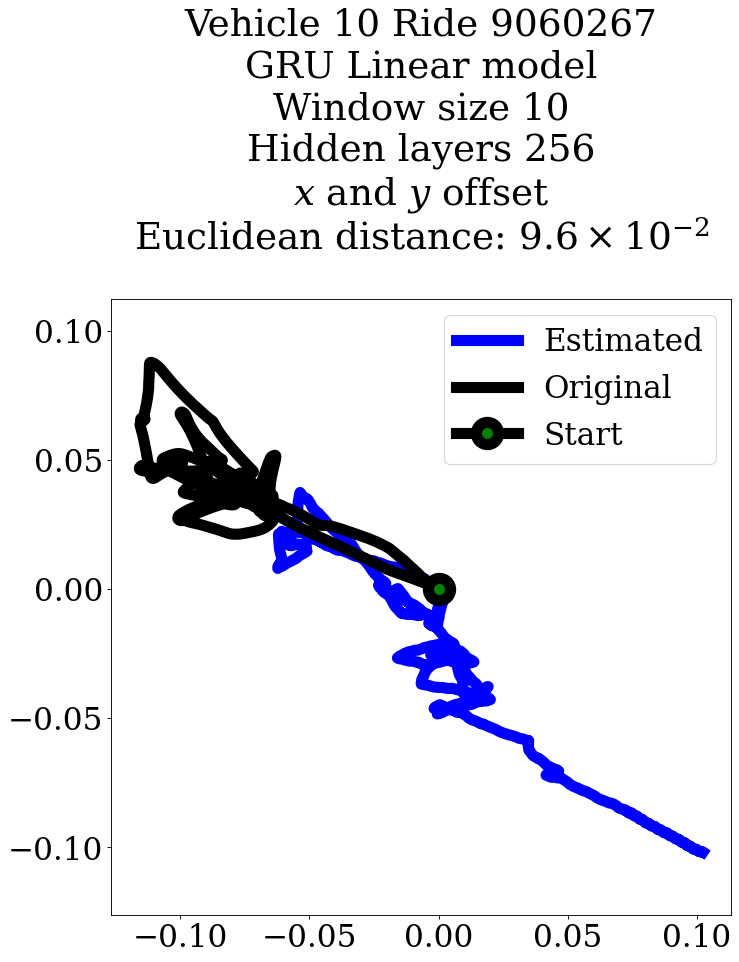 Vehicle 10 Ride 9060267
GRU Linear model
Window size 10
Hidden layers 256
x and y offset
Euclidean distance: 9.6 × 10⁻²
Estimated
Original
Start
0.10
0.05
0.00
−0.05
−0.10
−0.10 −0.05 0.00 0.05 0.10